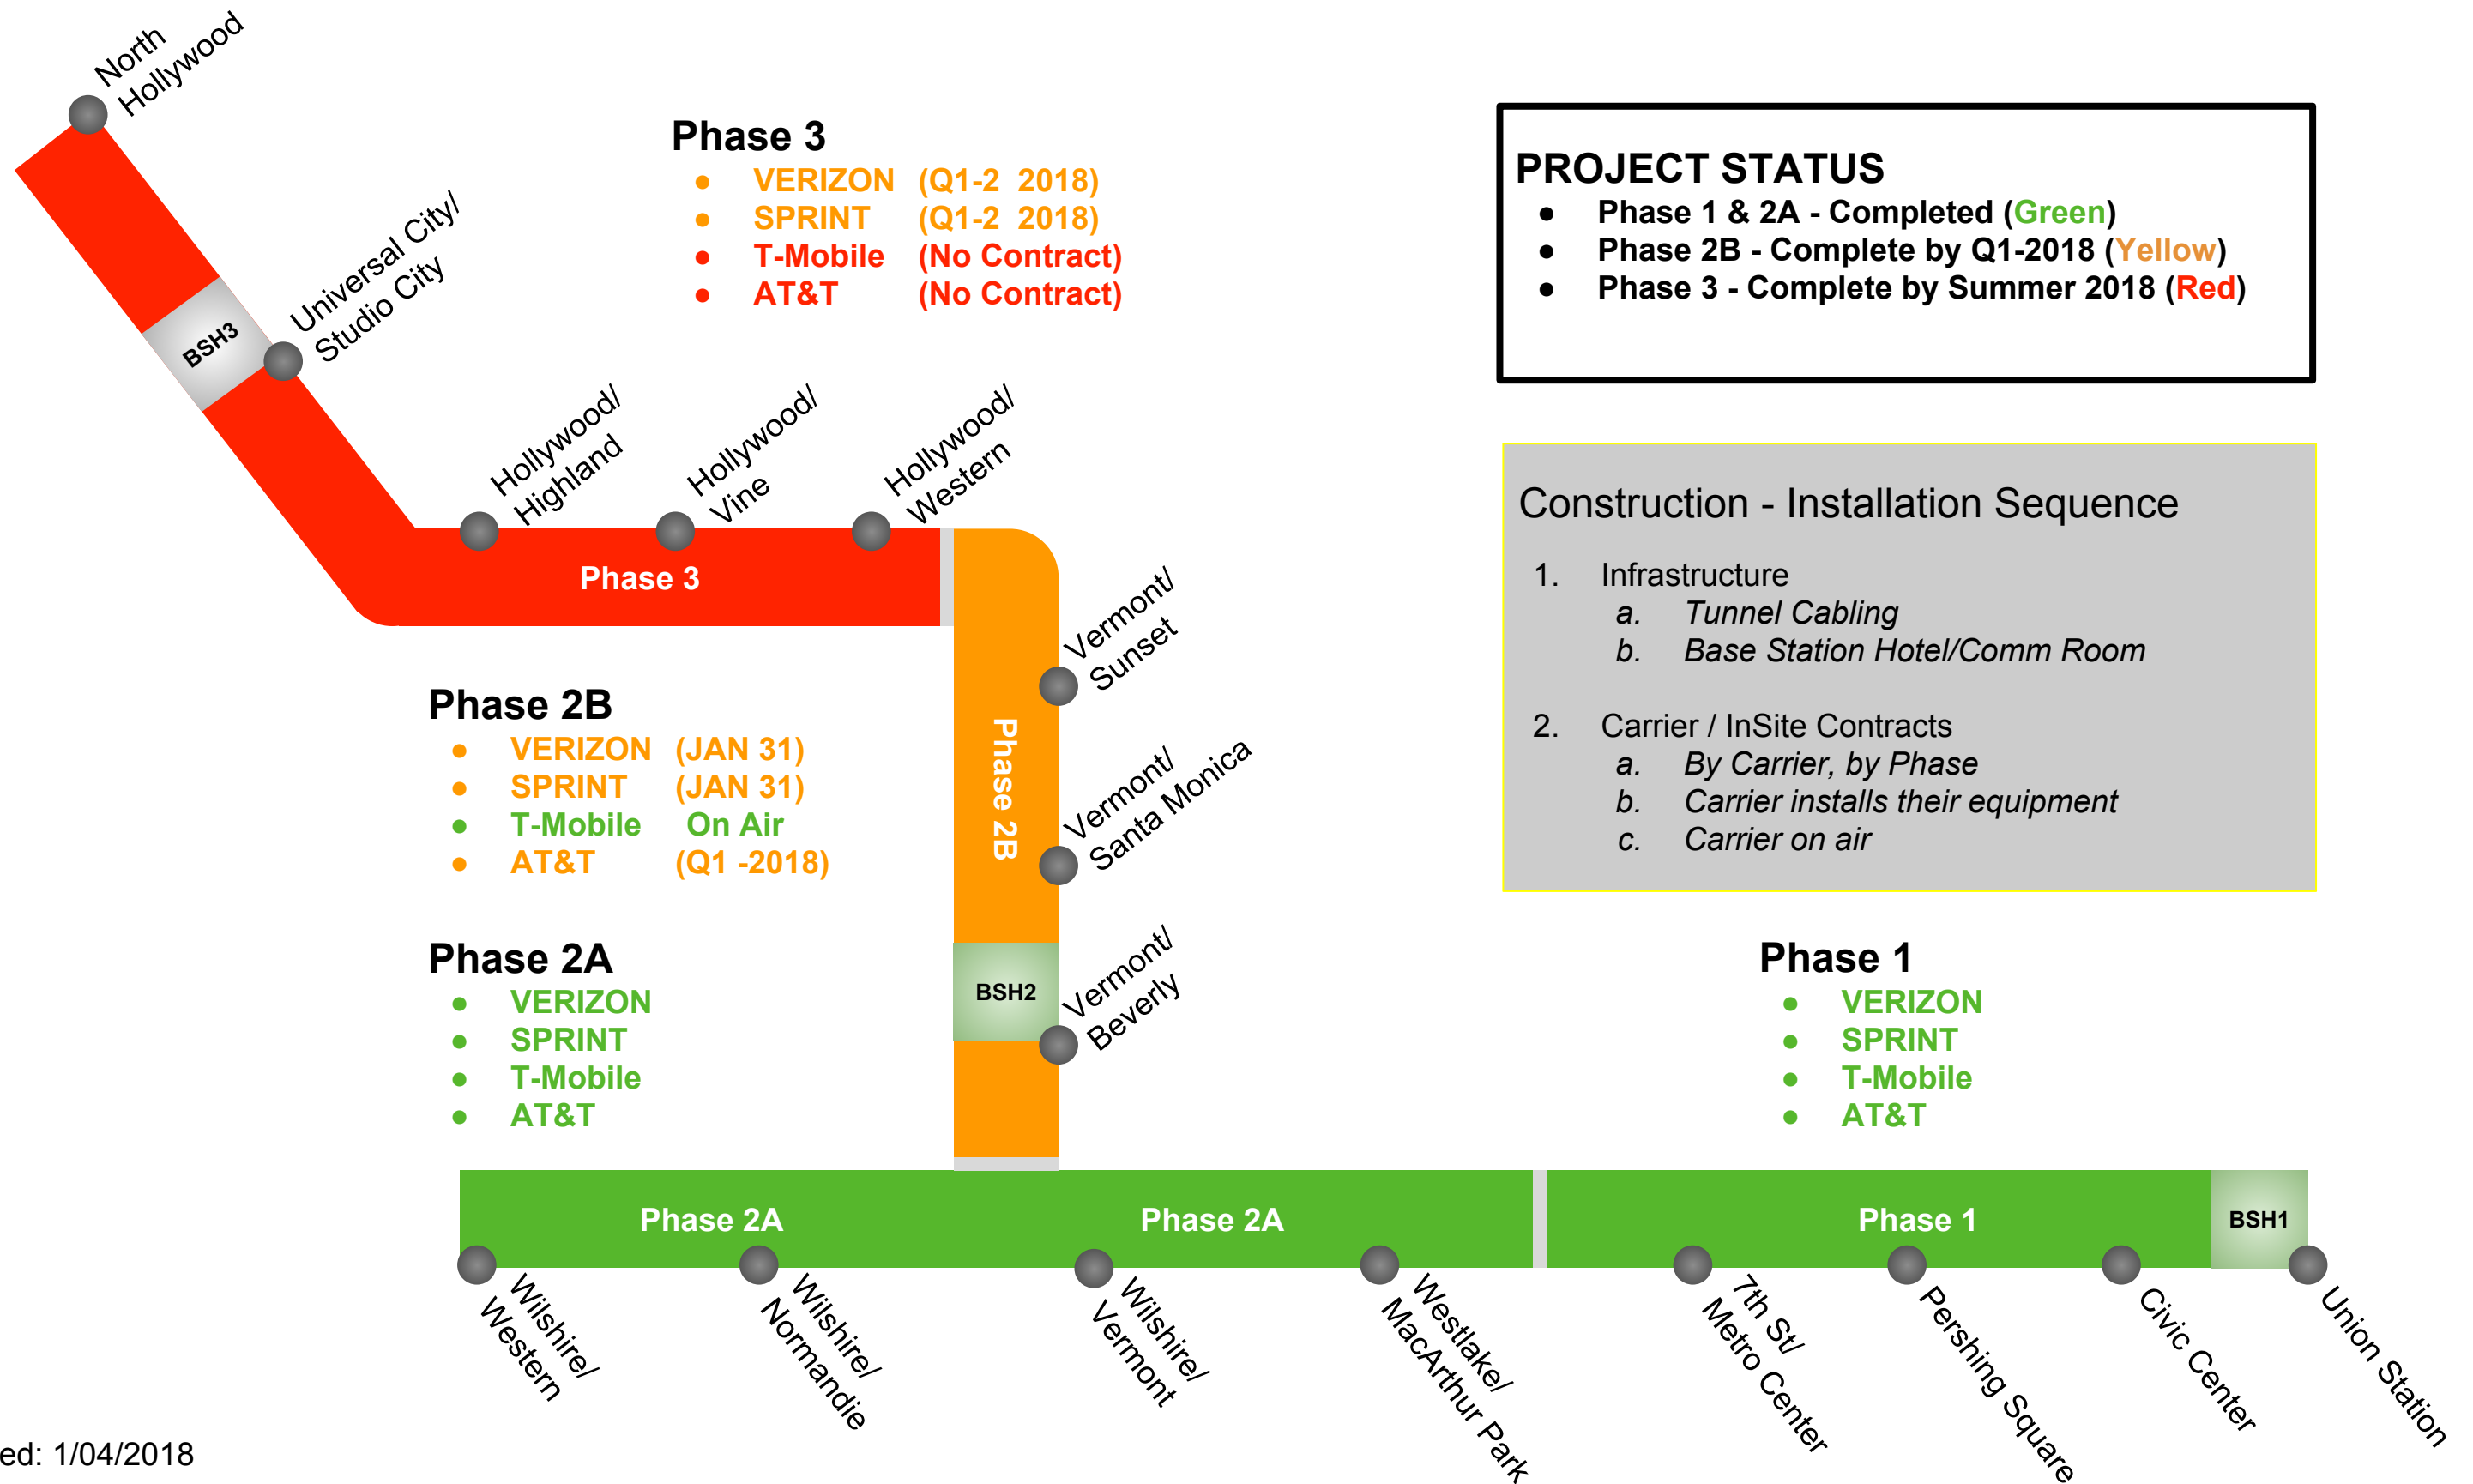 North
Hollywood
Universal City/
Studio City
BSH3
Phase 3
● VERIZON (Q1-2 2018)
● SPRINT (Q1-2 2018)
● T-Mobile (No Contract)
● AT&T (No Contract)
PROJECT STATUS
● Phase 1 & 2A - Completed (Green)
● Phase 2B - Complete by Q1-2018 (Yellow)
● Phase 3 - Complete by Summer 2018 (Red)
Hollywood/
Highland
Hollywood/
Vine
Hollywood/
Western
Phase 3
Construction - Installation Sequence
1. Infrastructure
a. Tunnel Cabling
b. Base Station Hotel/Comm Room
2. Carrier / InSite Contracts
a. By Carrier, by Phase
b. Carrier installs their equipment
c. Carrier on air
Vermont/
Sunset
Phase 2B
Vermont/
Santa Monica
Phase 2B
● VERIZON (JAN 31)
● SPRINT (JAN 31)
● T-Mobile On Air
● AT&T (Q1 -2018)
BSH2
Vermont/
Beverly
Phase 2A
● VERIZON
● SPRINT
● T-Mobile
● AT&T
Phase 1
● VERIZON
● SPRINT
● T-Mobile
● AT&T
Phase 2A
Phase 2A
Phase 1
BSH1
Wilshire/
Western
Wilshire/
Normandie
Wilshire/
Vermont
Westlake/
MacArthur Park
7th St/
Metro Center
Pershing Square
Civic Center
Union Station
ed: 1/04/2018